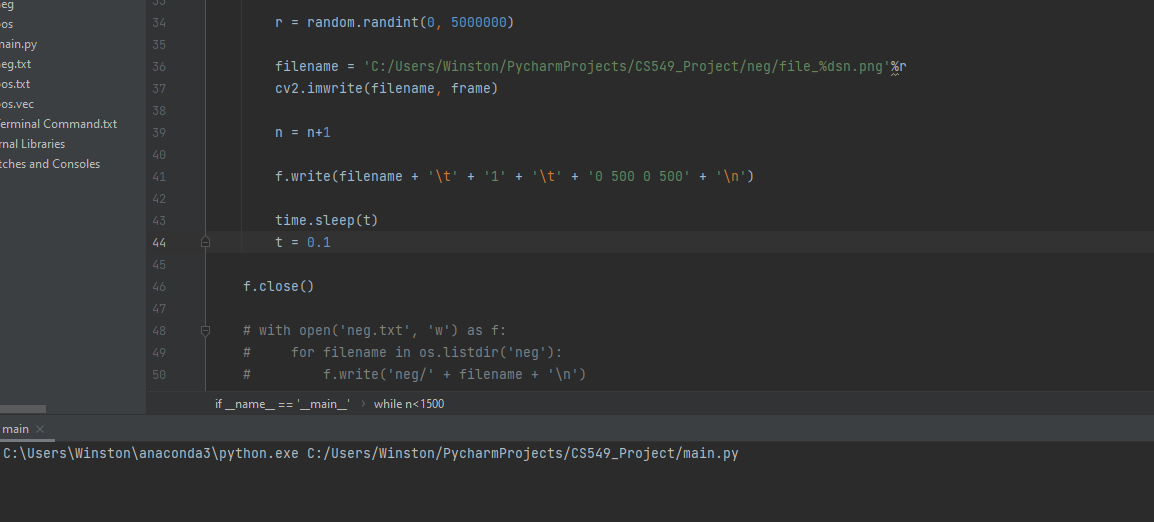 neg
33
os
34 r = random.randint(0, 5000000)
main.py
35
neg.txt
36 filename = 'C:/Users/Winston/PycharmProjects/CS549_Project/neg/file_%dsn.png'%r
os.txt
37 cv2.imwrite(filename, frame)
os.vec
38
Terminal Command.txt
39 n = n+1
rnal Libraries
40
tches and Consoles
41 f.write(filename + '\t' + '1' + '\t' + '0 500 0 500' + '\n')
42
43 time.sleep(t)
44 t = 0.1
45
46 f.close()
47
48 # with open('neg.txt', 'w') as f:
49 # for filename in os.listdir('neg'):
50 # f.write('neg/' + filename + '\n')
if __name__ == '__main__' › while n<1500
main ×
C:\Users\Winston\anaconda3\python.exe C:/Users/Winston/PycharmProjects/CS549_Project/main.py